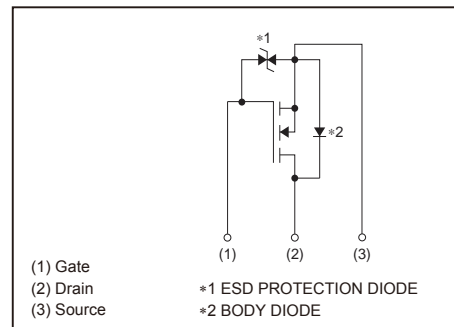 ∗1
∗2
(1) (2) (3)
(1) Gate
(2) Drain
(3) Source
∗1 ESD PROTECTION DIODE
∗2 BODY DIODE